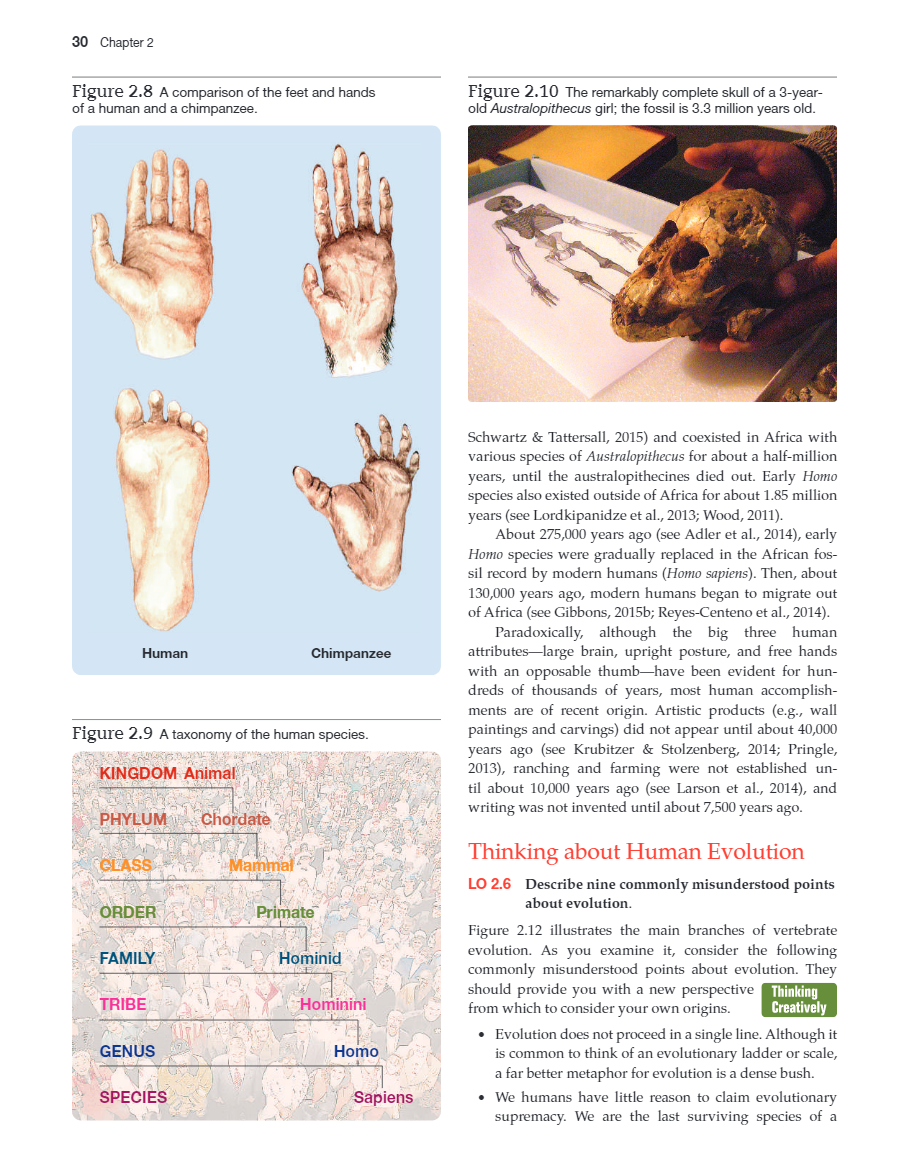 30 Chapter 2
Figure 2.8 A comparison of the feet and hands
of a human and a chimpanzee.
Human Chimpanzee
Figure 2.9 A taxonomy of the human species.
KINGDOM Animal
PHYLUM Chordate
CLASS Mammal
ORDER Primate
FAMILY Hominid
TRIBE Hominini
GENUS Homo
SPECIES Sapiens
Figure 2.10 The remarkably complete skull of a 3-year-
old Australopithecus girl; the fossil is 3.3 million years old.
Schwartz & Tattersall, 2015) and coexisted in Africa with
various species of Australopithecus for about a half-million
years, until the australopithecines died out. Early Homo
species also existed outside of Africa for about 1.85 million
years (see Lordkipanidze et al., 2013; Wood, 2011).
About 275,000 years ago (see Adler et al., 2014), early
Homo species were gradually replaced in the African fos-
sil record by modern humans (Homo sapiens). Then, about
130,000 years ago, modern humans began to migrate out
of Africa (see Gibbons, 2015b; Reyes-Centeno et al., 2014).
Paradoxically, although the big three human
attributes—large brain, upright posture, and free hands
with an opposable thumb—have been evident for hun-
dreds of thousands of years, most human accomplish-
ments are of recent origin. Artistic products (e.g., wall
paintings and carvings) did not appear until about 40,000
years ago (see Krubitzer & Stolzenberg, 2014; Pringle,
2013), ranching and farming were not established un-
til about 10,000 years ago (see Larson et al., 2014), and
writing was not invented until about 7,500 years ago.
Thinking about Human Evolution
LO 2.6 Describe nine commonly misunderstood points
about evolution.
Figure 2.12 illustrates the main branches of vertebrate
evolution. As you examine it, consider the following
commonly misunderstood points about evolution. They
should provide you with a new perspective
from which to consider your own origins.
Thinking
Creatively
• Evolution does not proceed in a single line. Although it
is common to think of an evolutionary ladder or scale,
a far better metaphor for evolution is a dense bush.
• We humans have little reason to claim evolutionary
supremacy. We are the last surviving species of a